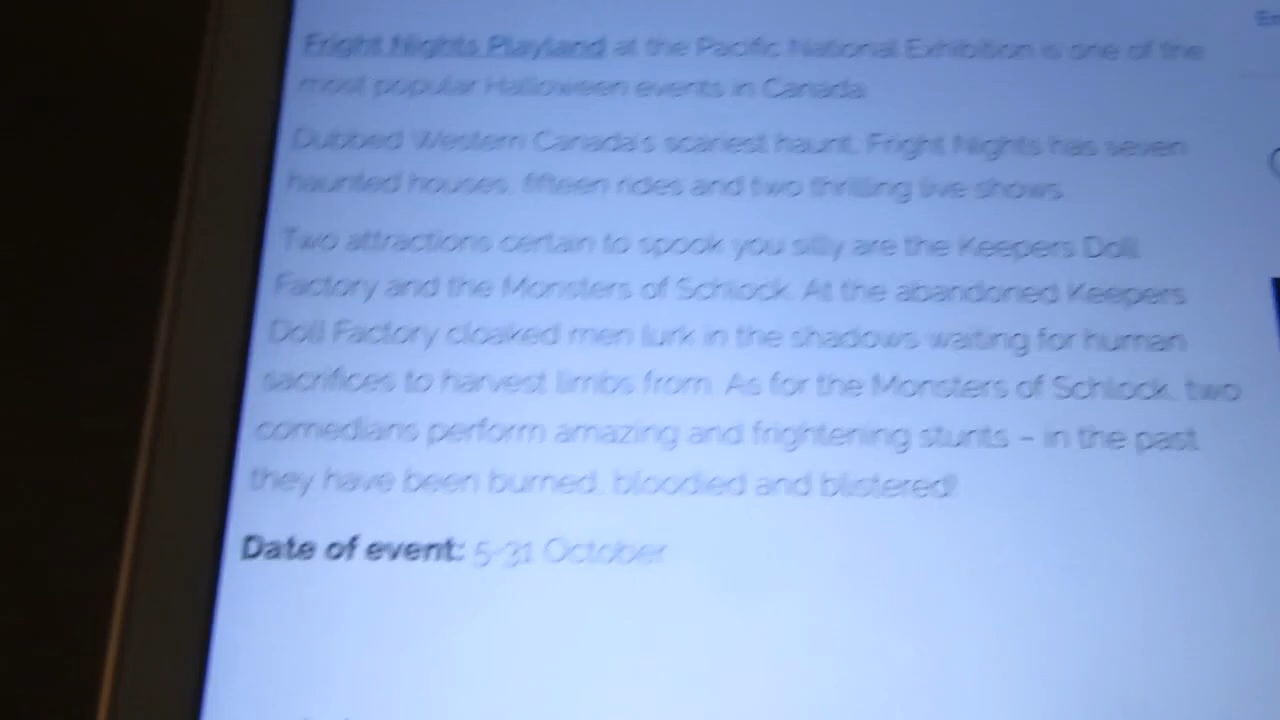 Fright Nights Playland at the Pacific National Exhibition is one of the
most popular Halloween events in Canada.
Dubbed Western Canada's scariest haunt, Fright Nights has seven
haunted houses, fifteen rides and two thrilling live shows.
Two attractions certain to spook you silly are the Keepers Doll
Factory and the Monsters of Schlock. At the abandoned Keepers
Doll Factory cloaked men lurk in the shadows waiting for human
sacrifices to harvest limbs from. As for the Monsters of Schlock, two
comedians perform amazing and frightening stunts – in the past
they have been burned, bloodied and blistered!
Date of event: 5-31 October